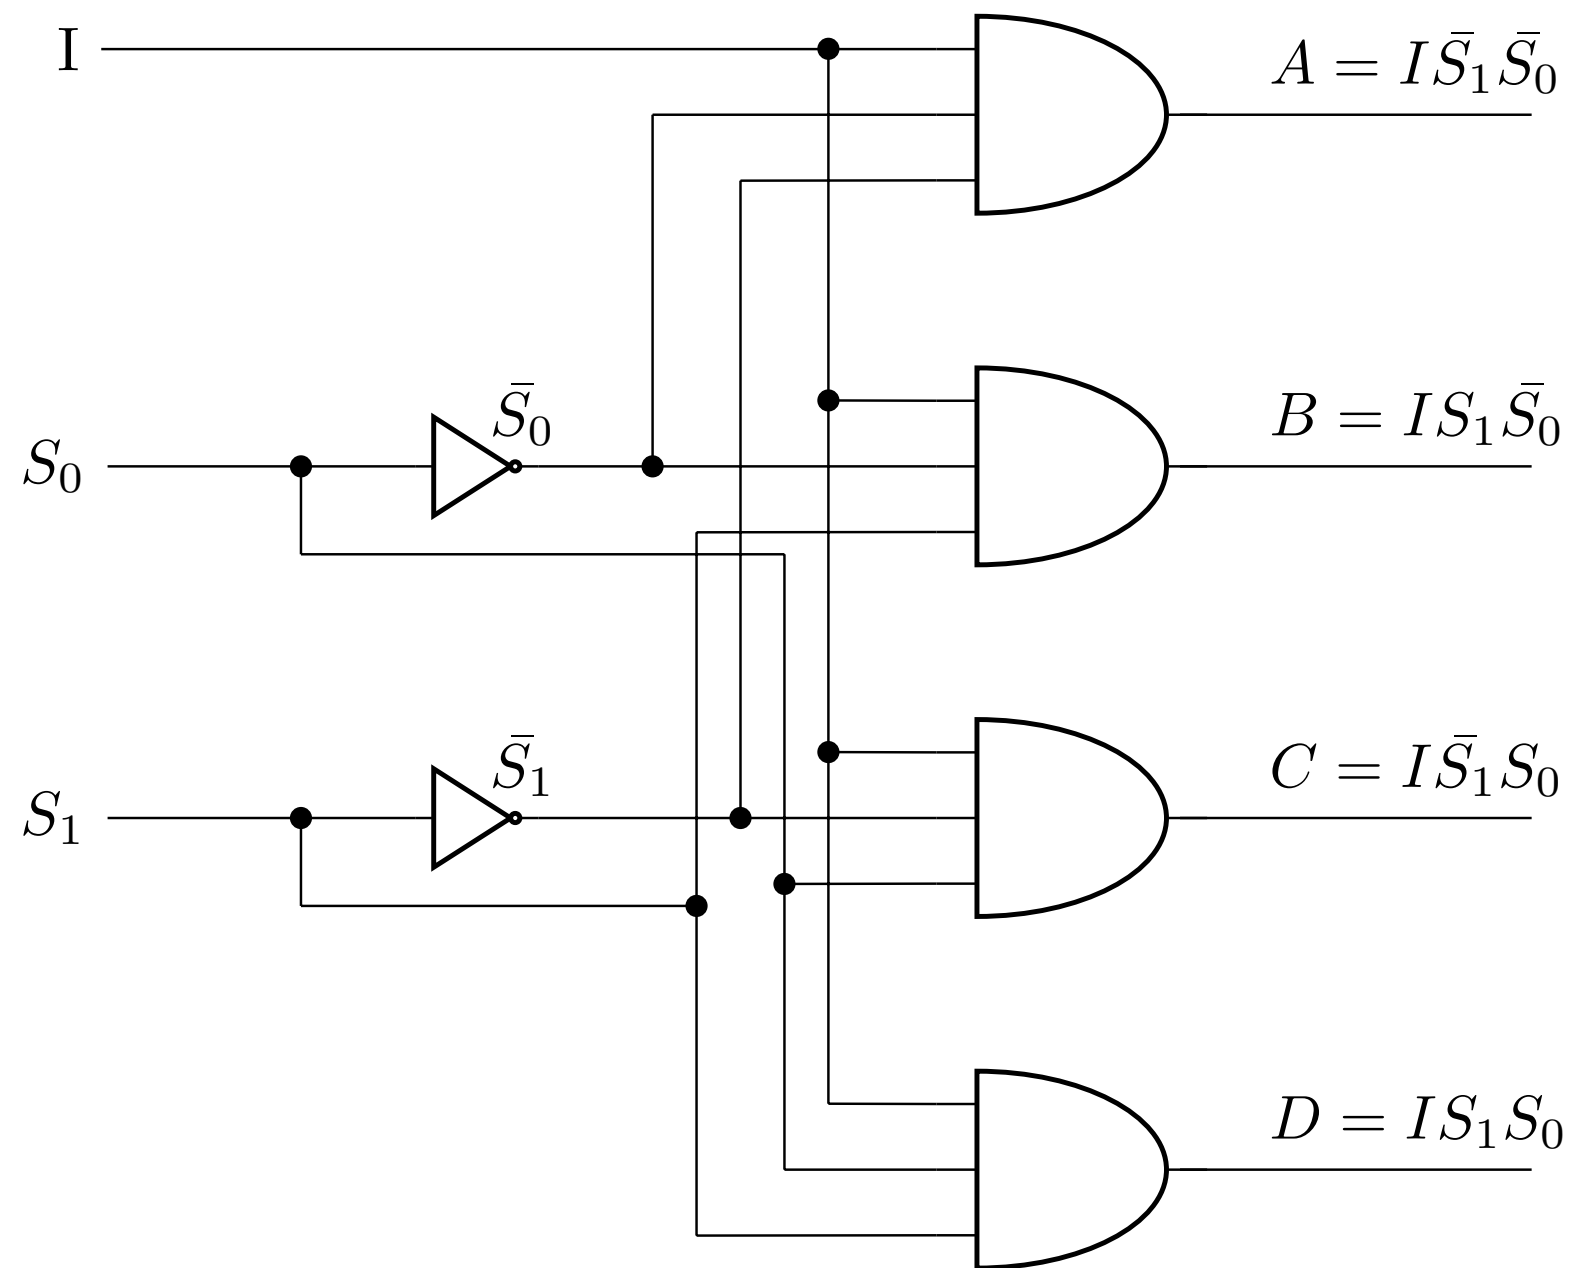 I
A = IS̄₁S̄₀
S̄₀
B = IS₁S̄₀
S₀
S̄₁
C = IS̄₁S₀
S₁
D = IS₁S₀